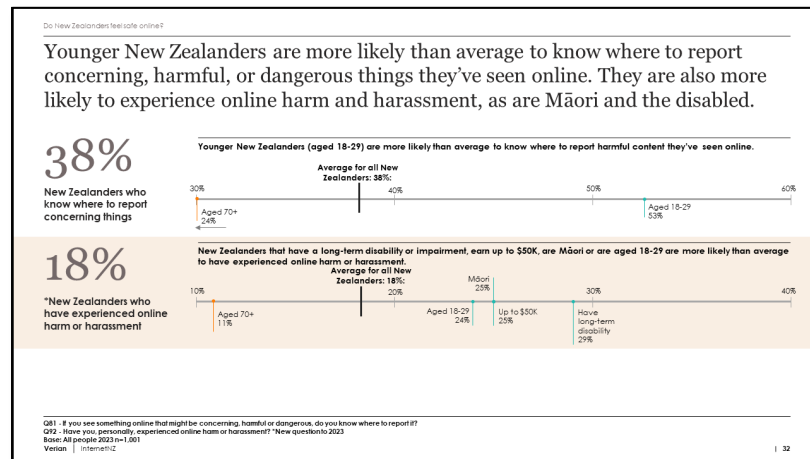 Do New Zealanders feel safe online?
Younger New Zealanders are more likely than average to know where to report
concerning, harmful, or dangerous things they've seen online. They are also more
likely to experience online harm and harassment, as are Māori and the disabled.
38%
New Zealanders who
know where to report
concerning things
Younger New Zealanders (aged 18-29) are more likely than average to know where to report harmful content they've seen online.
Average for all New
Zealanders: 38%:
30%
40%
50%
60%
Aged 70+
24%
Aged 18-29
53%
18%
*New Zealanders who
have experienced online
harm or harassment
New Zealanders that have a long-term disability or impairment, earn up to $50K, are Māori or are aged 18-29 are more likely than average
to have experienced online harm or harassment.
Average for all New
Zealanders: 18%:
10%
20%
30%
40%
Māori
25%
Aged 70+
11%
Aged 18-29
24%
Up to $50K
25%
Have
long-term
disability
29%
Q81 - If you see something online that might be concerning, harmful or dangerous, do you know where to report it?
Q92 - Have you, personally, experienced online harm or harassment? *New question to 2023
Base: All people 2023 n=1,001
Verian | InternetNZ
| 32